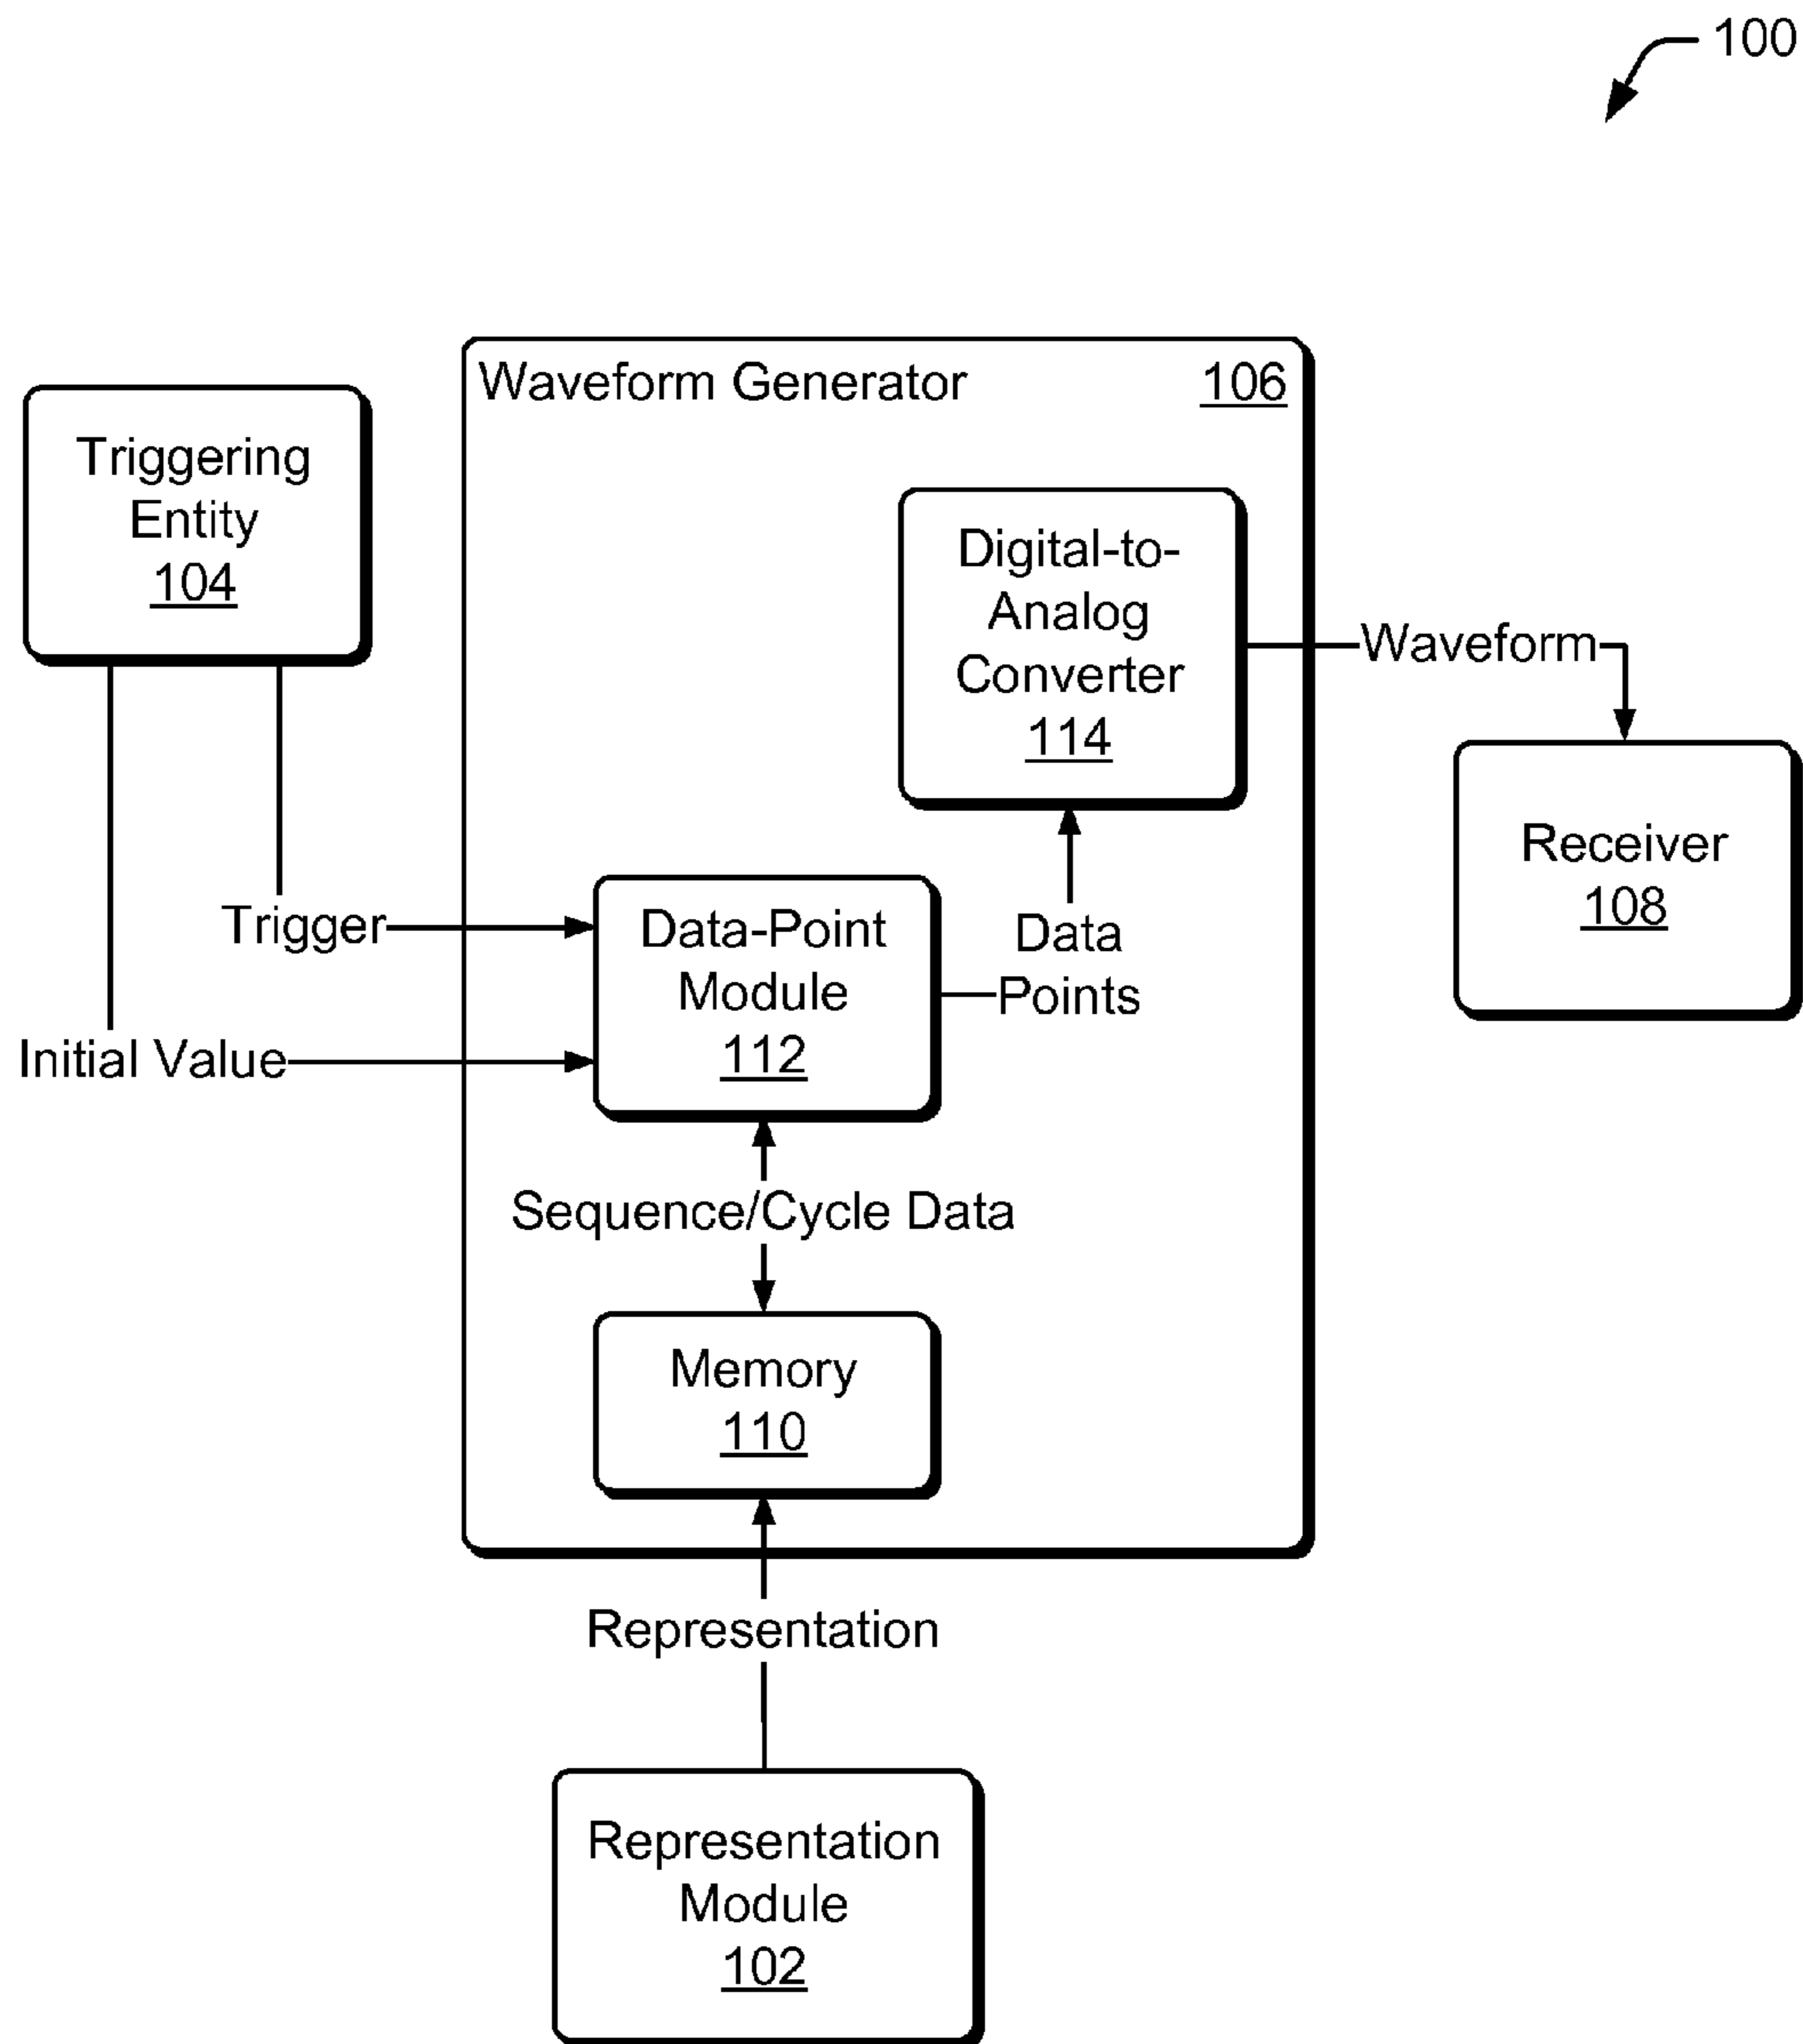 100
Waveform Generator 106
Triggering
Entity
104
Digital-to-
Analog
Converter
114
Waveform
Receiver
108
Trigger
Data-Point
Module
112
Data
Points
Initial Value
Sequence/Cycle Data
Memory
110
Representation
Representation
Module
102